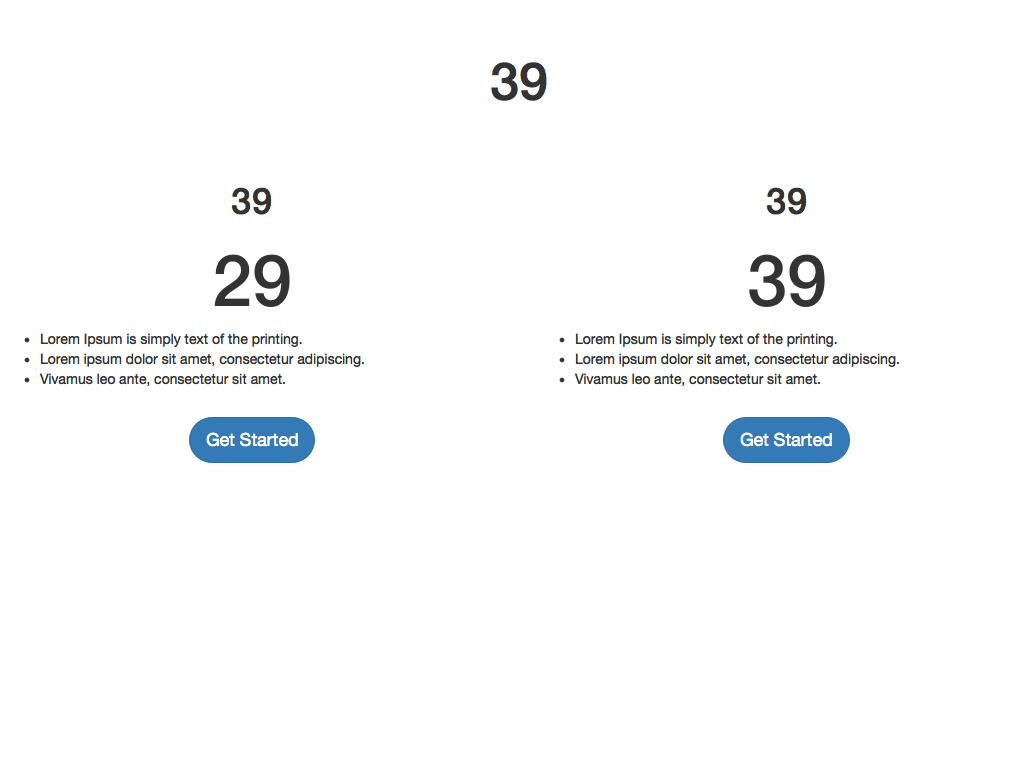 39
39
29
Lorem Ipsum is simply text of the printing.
Lorem ipsum dolor sit amet, consectetur adipiscing.
Vivamus leo ante, consectetur sit amet.
Get Started
39
39
Lorem Ipsum is simply text of the printing.
Lorem ipsum dolor sit amet, consectetur adipiscing.
Vivamus leo ante, consectetur sit amet.
Get Started